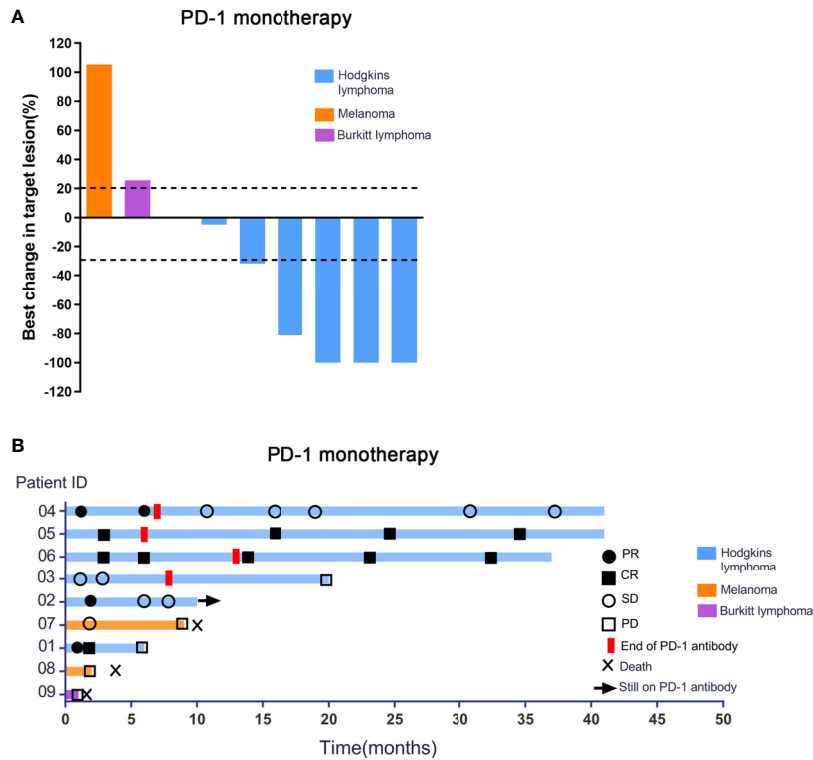 A
PD-1 monotherapy
Best change in target lesion(%)
120
100
80
60
40
20
0
-20
-40
-60
-80
-100
-120
Hodgkins
lymphoma
Melanoma
Burkitt lymphoma
B
PD-1 monotherapy
Patient ID
04
05
06
03
02
07
01
08
09
0 5 10 15 20 25 30 35 40 45 50
Time(months)
PR
CR
SD
PD
End of PD-1 antibody
Death
Still on PD-1 antibody
Hodgkins
lymphoma
Melanoma
Burkitt lymphoma